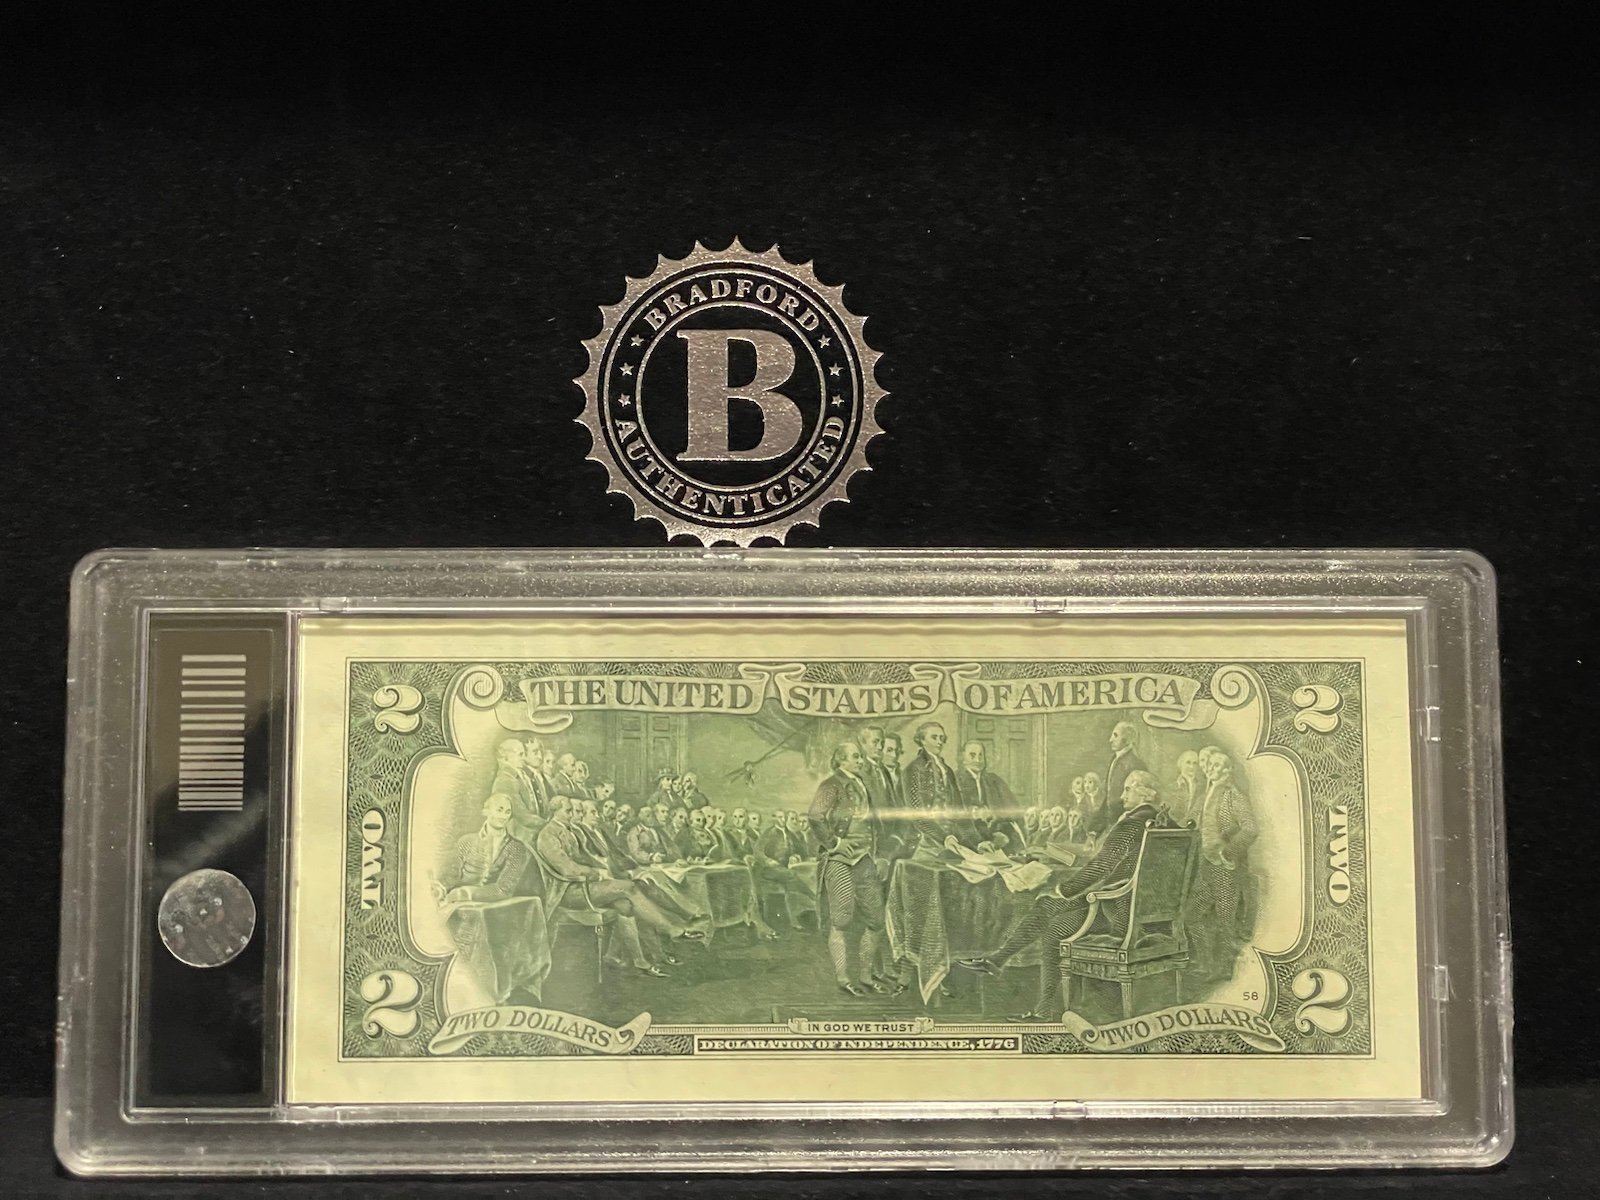 BRADFORD
B
AUTHENTICATED
2 THE UNITED STATES OF AMERICA 2
TWO
TWO
58
2 TWO DOLLARS IN GOD WE TRUST TWO DOLLARS 2
DECLARATION OF INDEPENDENCE, 1776